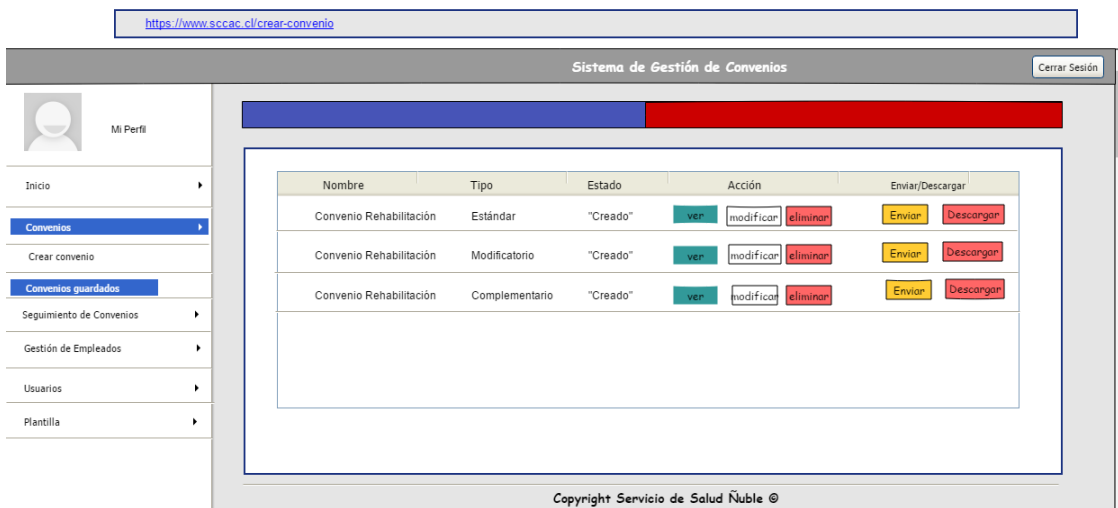 https://www.sccac.cl/crear-convenio
Sistema de Gestión de Convenios
Cerrar Sesión
Mi Perfil
Inicio
Convenios
Crear convenio
Convenios guardados
Seguimiento de Convenios
Gestión de Empleados
Usuarios
Plantilla
Nombre Tipo Estado Acción Enviar/Descargar
Convenio Rehabilitación Estándar "Creado" ver modificar eliminar Enviar Descargar
Convenio Rehabilitación Modificatorio "Creado" ver modificar eliminar Enviar Descargar
Convenio Rehabilitación Complementario "Creado" ver modificar eliminar Enviar Descargar
Copyright Servicio de Salud Ñuble ©